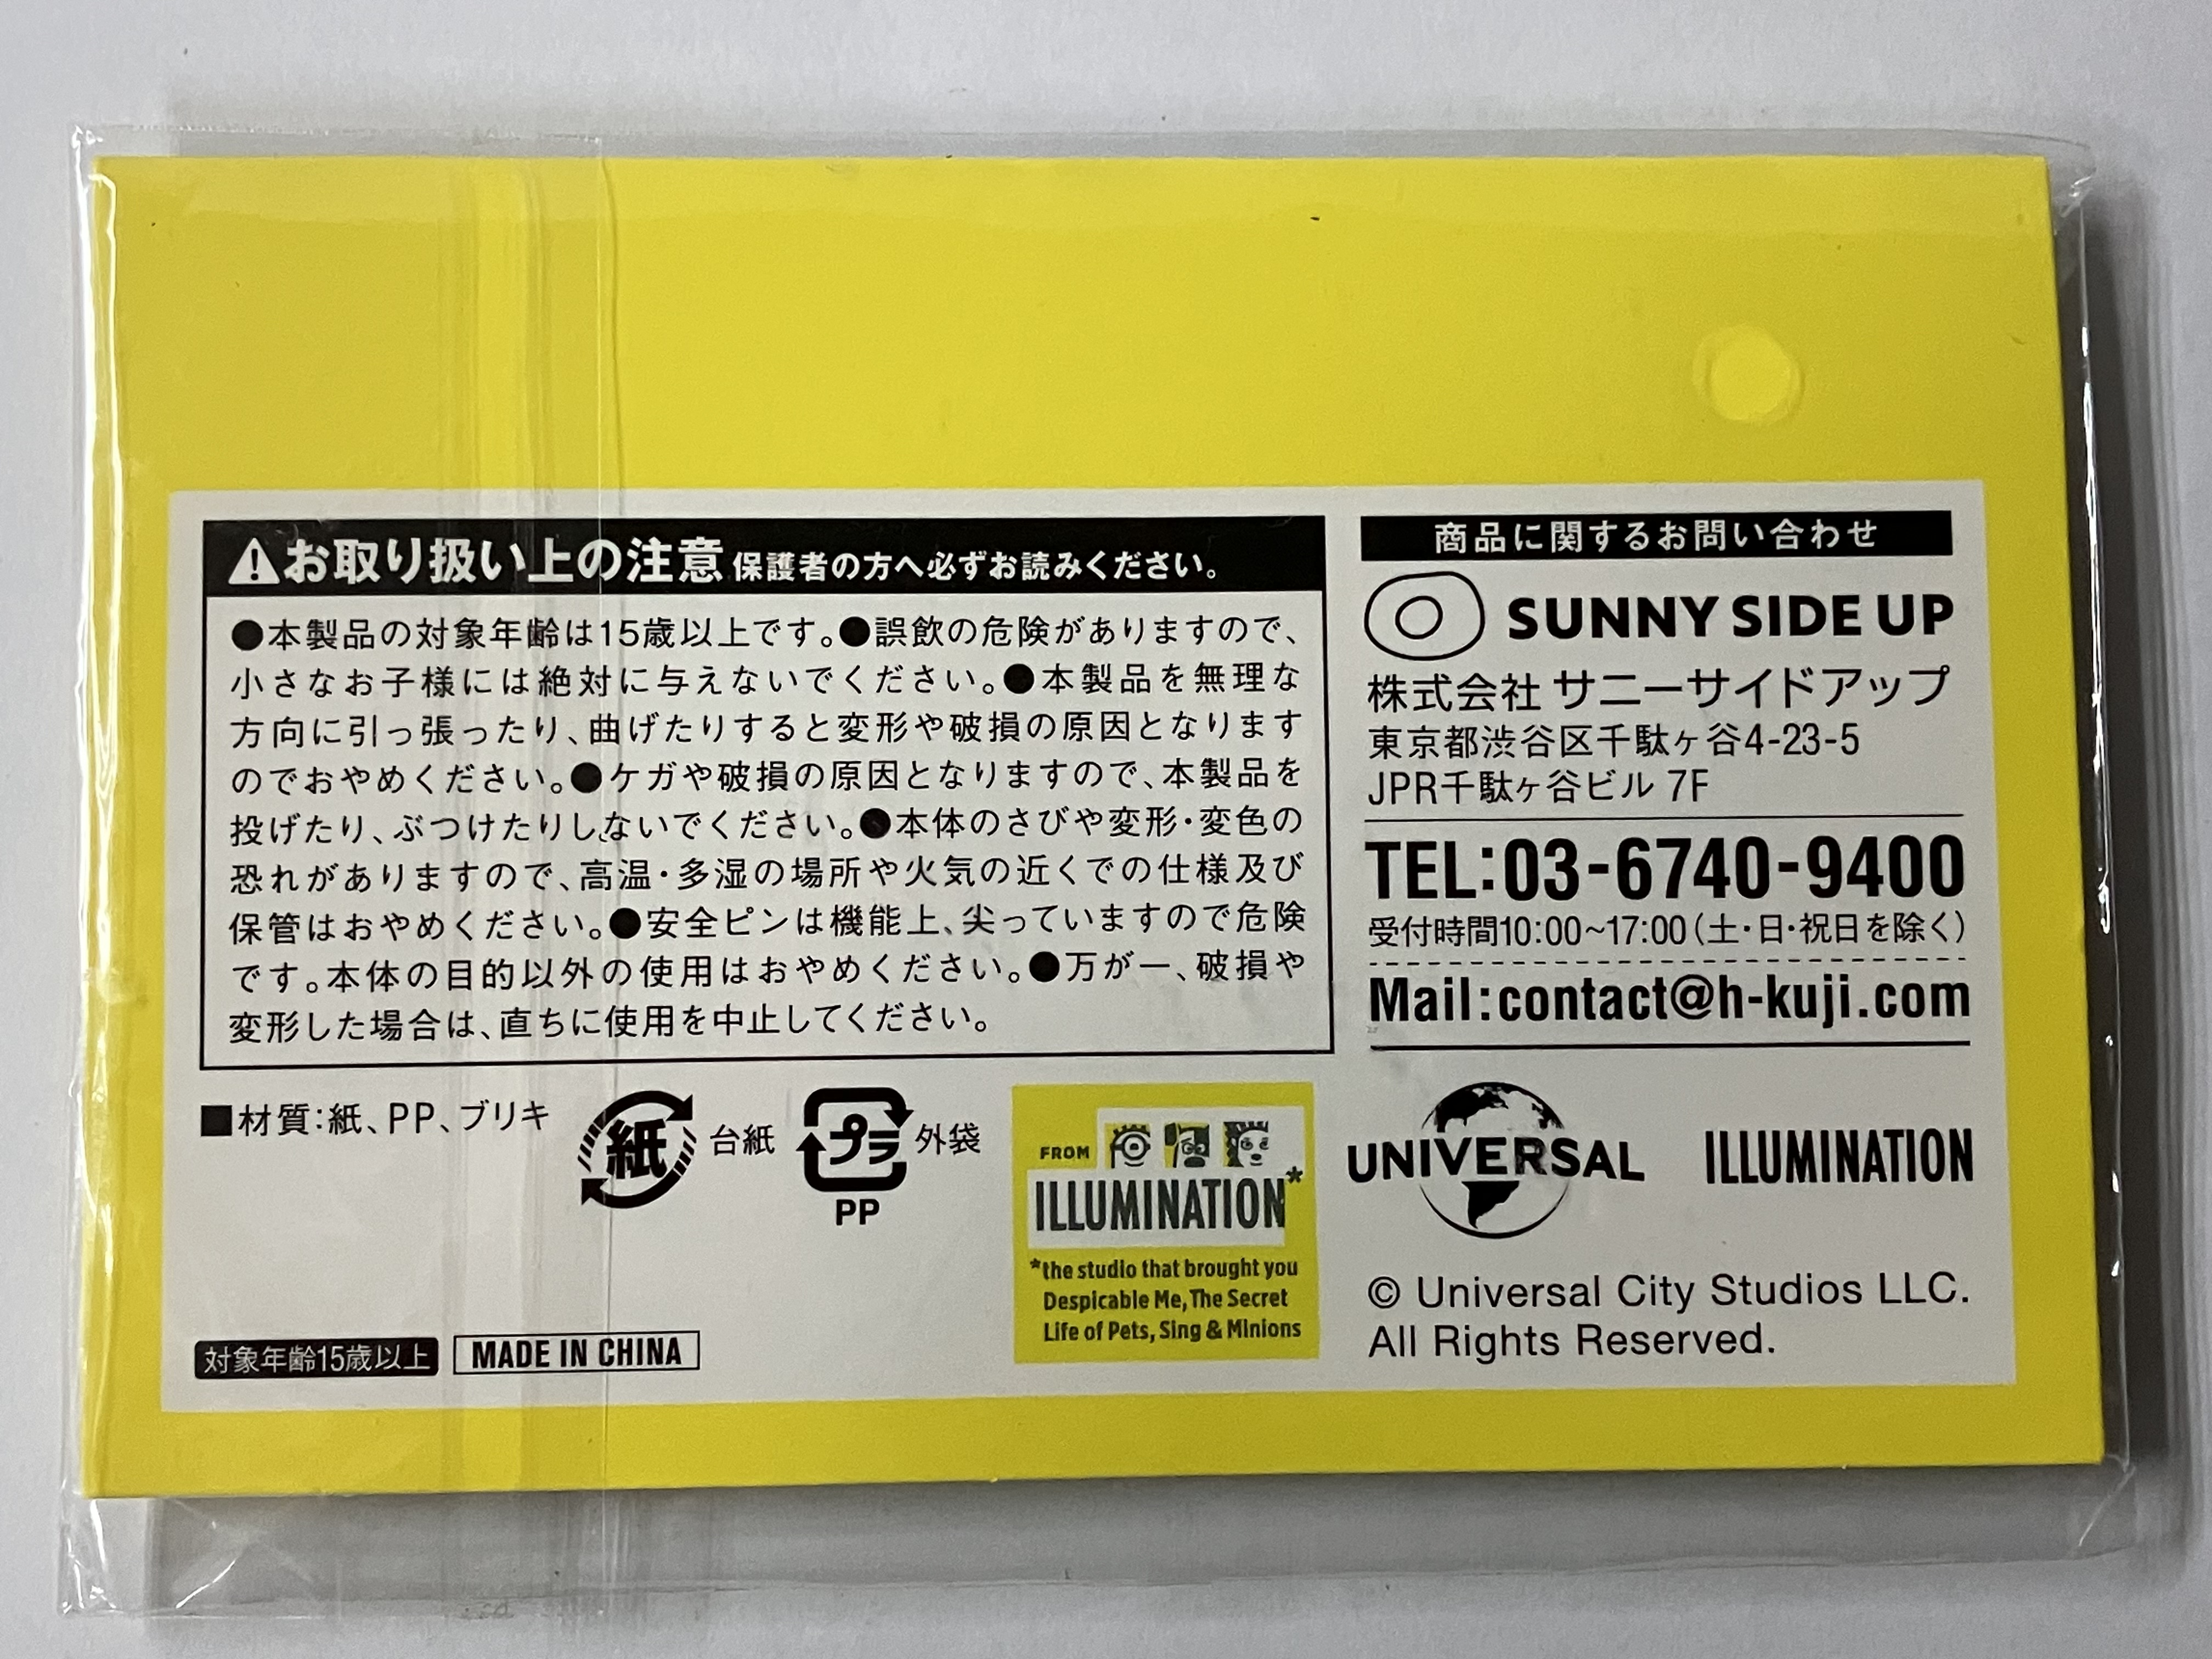 ⚠お取り扱い上の注意 保護者の方へ必ずお読みください。
●本製品の対象年齢は15歳以上です。●誤飲の危険がありますので、
小さなお子様には絶対に与えないでください。●本製品を無理な
方向に引っ張ったり、曲げたりすると変形や破損の原因となります
のでおやめください。●ケガや破損の原因となりますので、本製品を
投げたり、ぶつけたりしないでください。●本体のさびや変形・変色の
恐れがありますので、高温・多湿の場所や火気の近くでの仕様及び
保管はおやめください。●安全ピンは機能上、尖っていますので危険
です。本体の目的以外の使用はおやめください。●万が一、破損や
変形した場合は、直ちに使用を中止してください。
商品に関するお問い合わせ
SUNNY SIDE UP
株式会社 サニーサイドアップ
東京都渋谷区千駄ヶ谷4-23-5
JPR千駄ヶ谷ビル 7F
TEL:03-6740-9400
受付時間10:00~17:00(土・日・祝日を除く)
Mail:contact@h-kuji.com
■材質:紙、PP、ブリキ
紙 台紙
プラ 外袋
PP
対象年齢15歳以上
MADE IN CHINA
FROM
ILLUMINATION*
*the studio that brought you
Despicable Me, The Secret
Life of Pets, Sing & Minions
UNIVERSAL
ILLUMINATION
© Universal City Studios LLC.
All Rights Reserved.